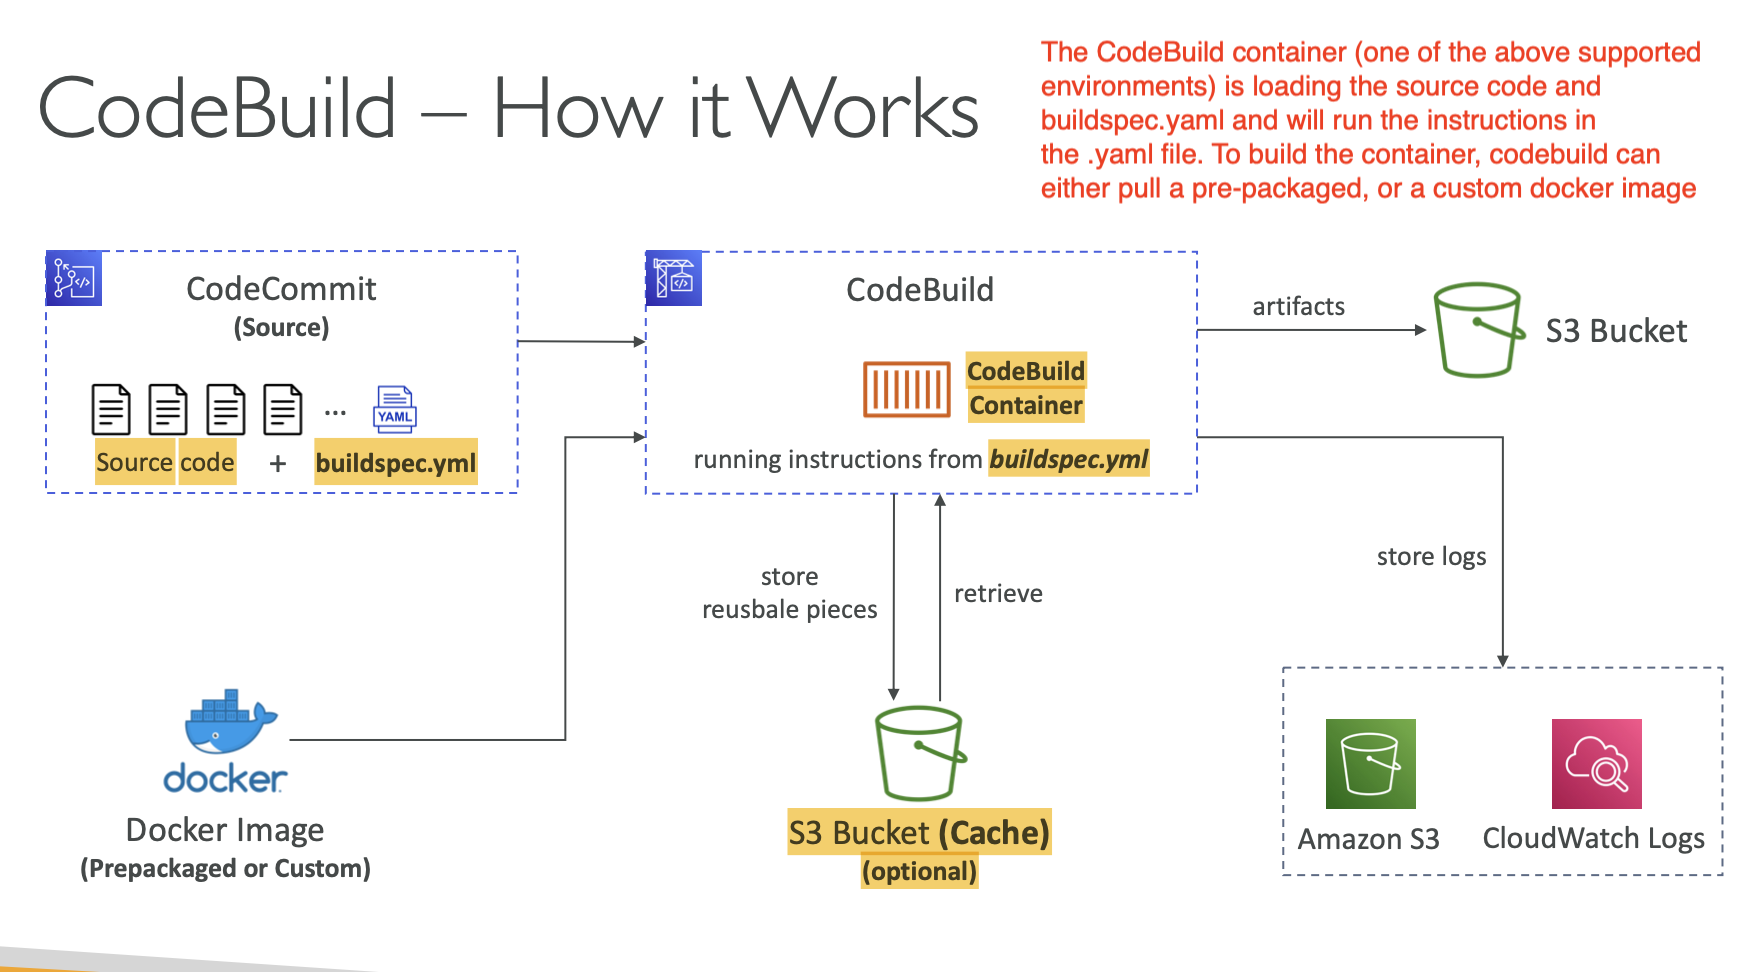 CodeBuild – How it Works
The CodeBuild container (one of the above supported
environments) is loading the source code and
buildspec.yaml and will run the instructions in
the .yaml file. To build the container, codebuild can
either pull a pre-packaged, or a custom docker image
CodeCommit
(Source)
...
YAML
Source code + buildspec.yml
CodeBuild
CodeBuild
Container
running instructions from buildspec.yml
artifacts
S3 Bucket
store
reusbale pieces
retrieve
store logs
docker
Docker Image
(Prepackaged or Custom)
S3 Bucket (Cache)
(optional)
Amazon S3
CloudWatch Logs